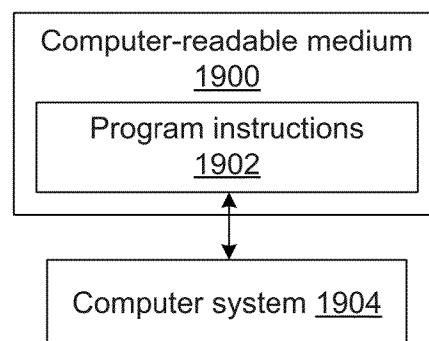 Computer-readable medium
1900
Program instructions
1902
Computer system 1904